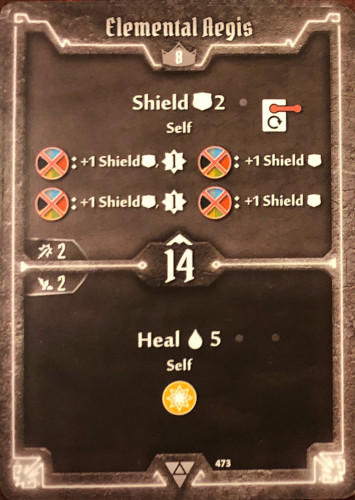 Elemental Aegis
8
Shield 2
Self
: +1 Shield, 1 : +1 Shield
: +1 Shield, 1 : +1 Shield
2
14
2
Heal 5
Self
473